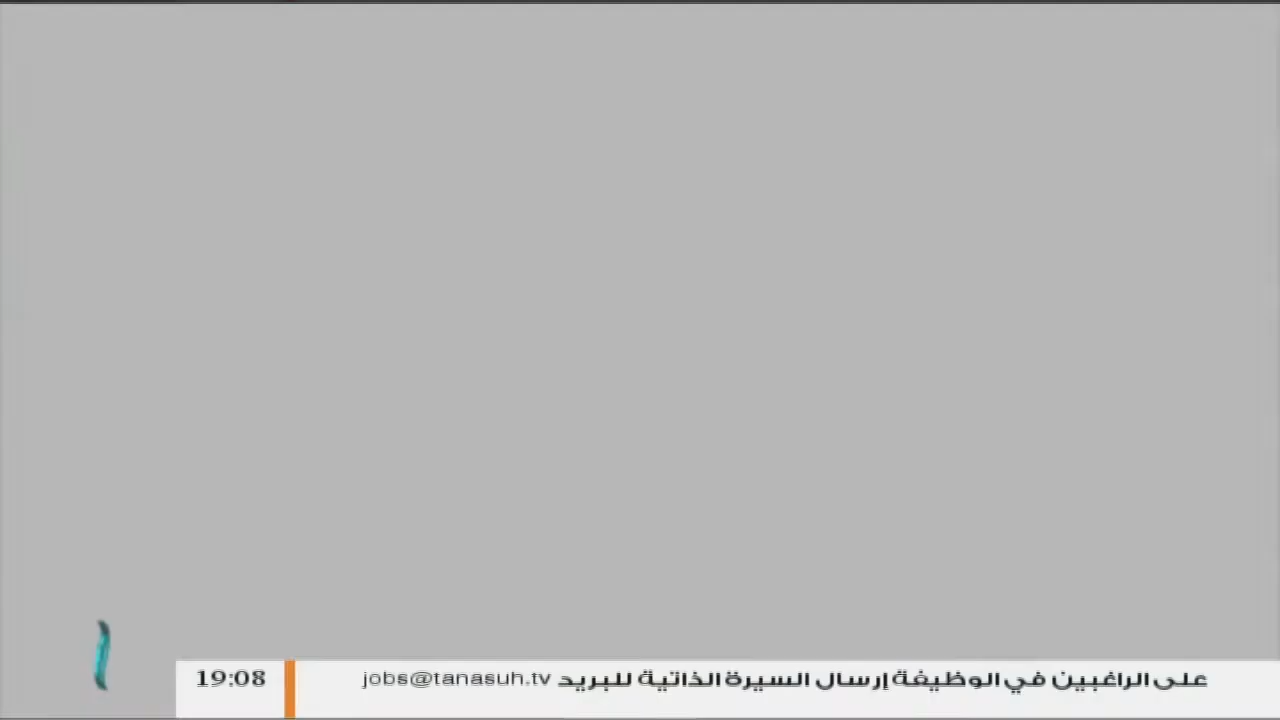 على الراغبين في الوظيفة إرسال السيرة الذاتية للبريد jobs@tanasuh.tv
19:08